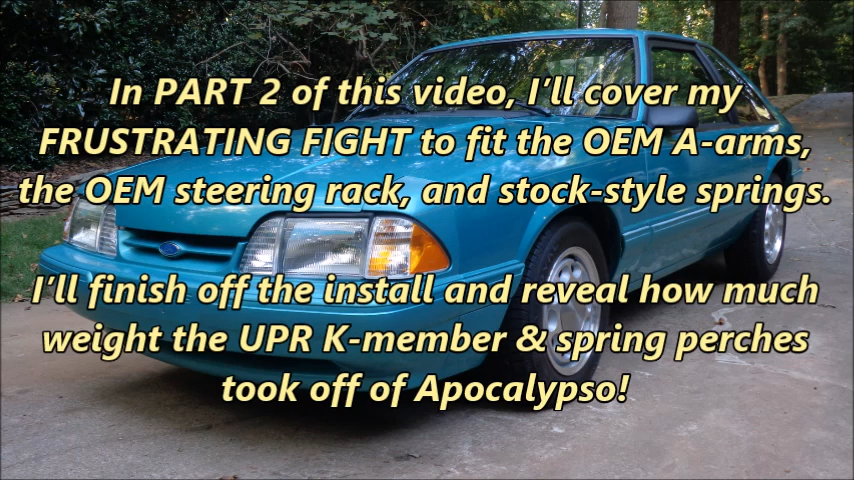 In PART 2 of this video, I'll cover my
FRUSTRATING FIGHT to fit the OEM A-arms,
the OEM steering rack, and stock-style springs.
I'll finish off the install and reveal how much
weight the UPR K-member & spring perches
took off of Apocalypso!